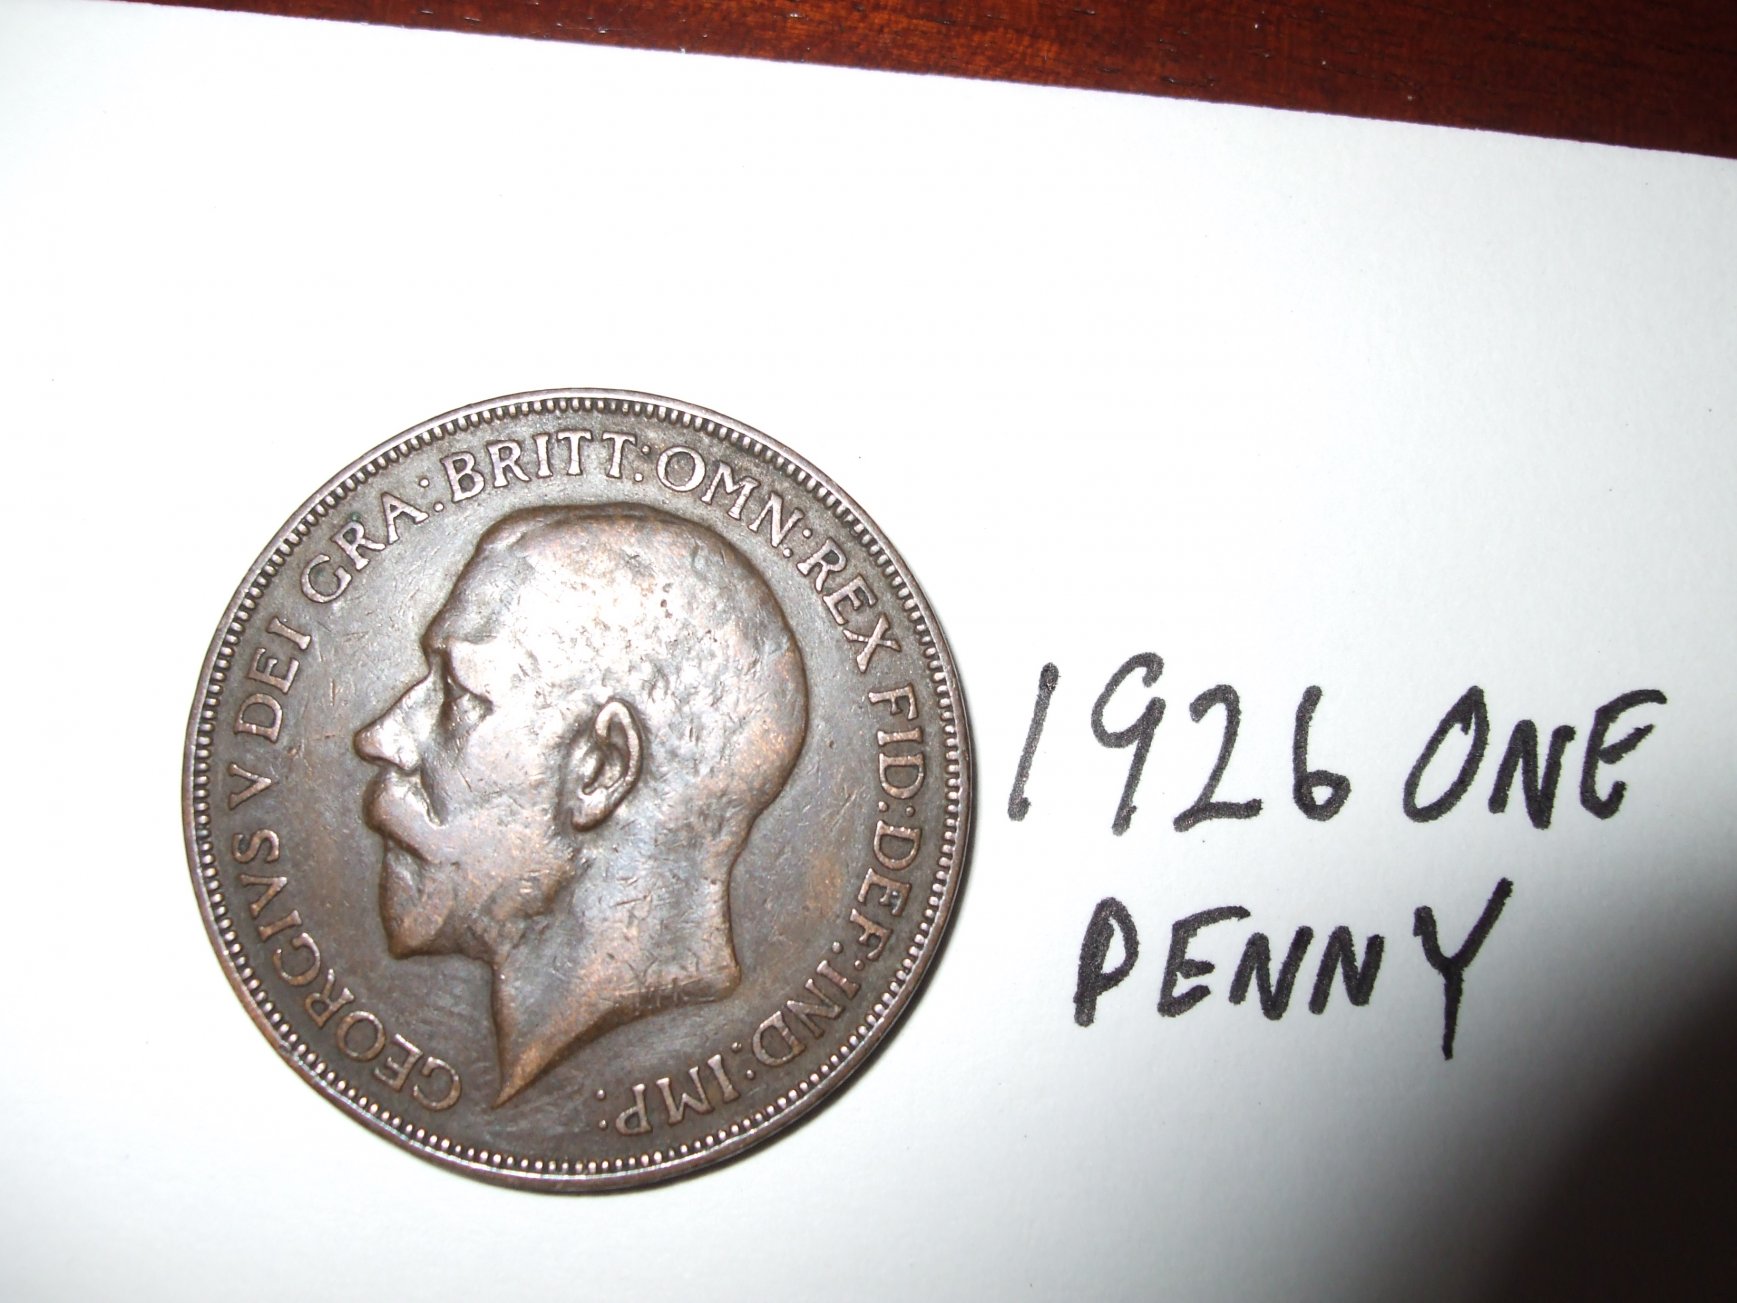 GEORGIVS V DEI GRA: BRITT: OMN: REX FID: DEF: IND: IMP:
1926 ONE
PENNY